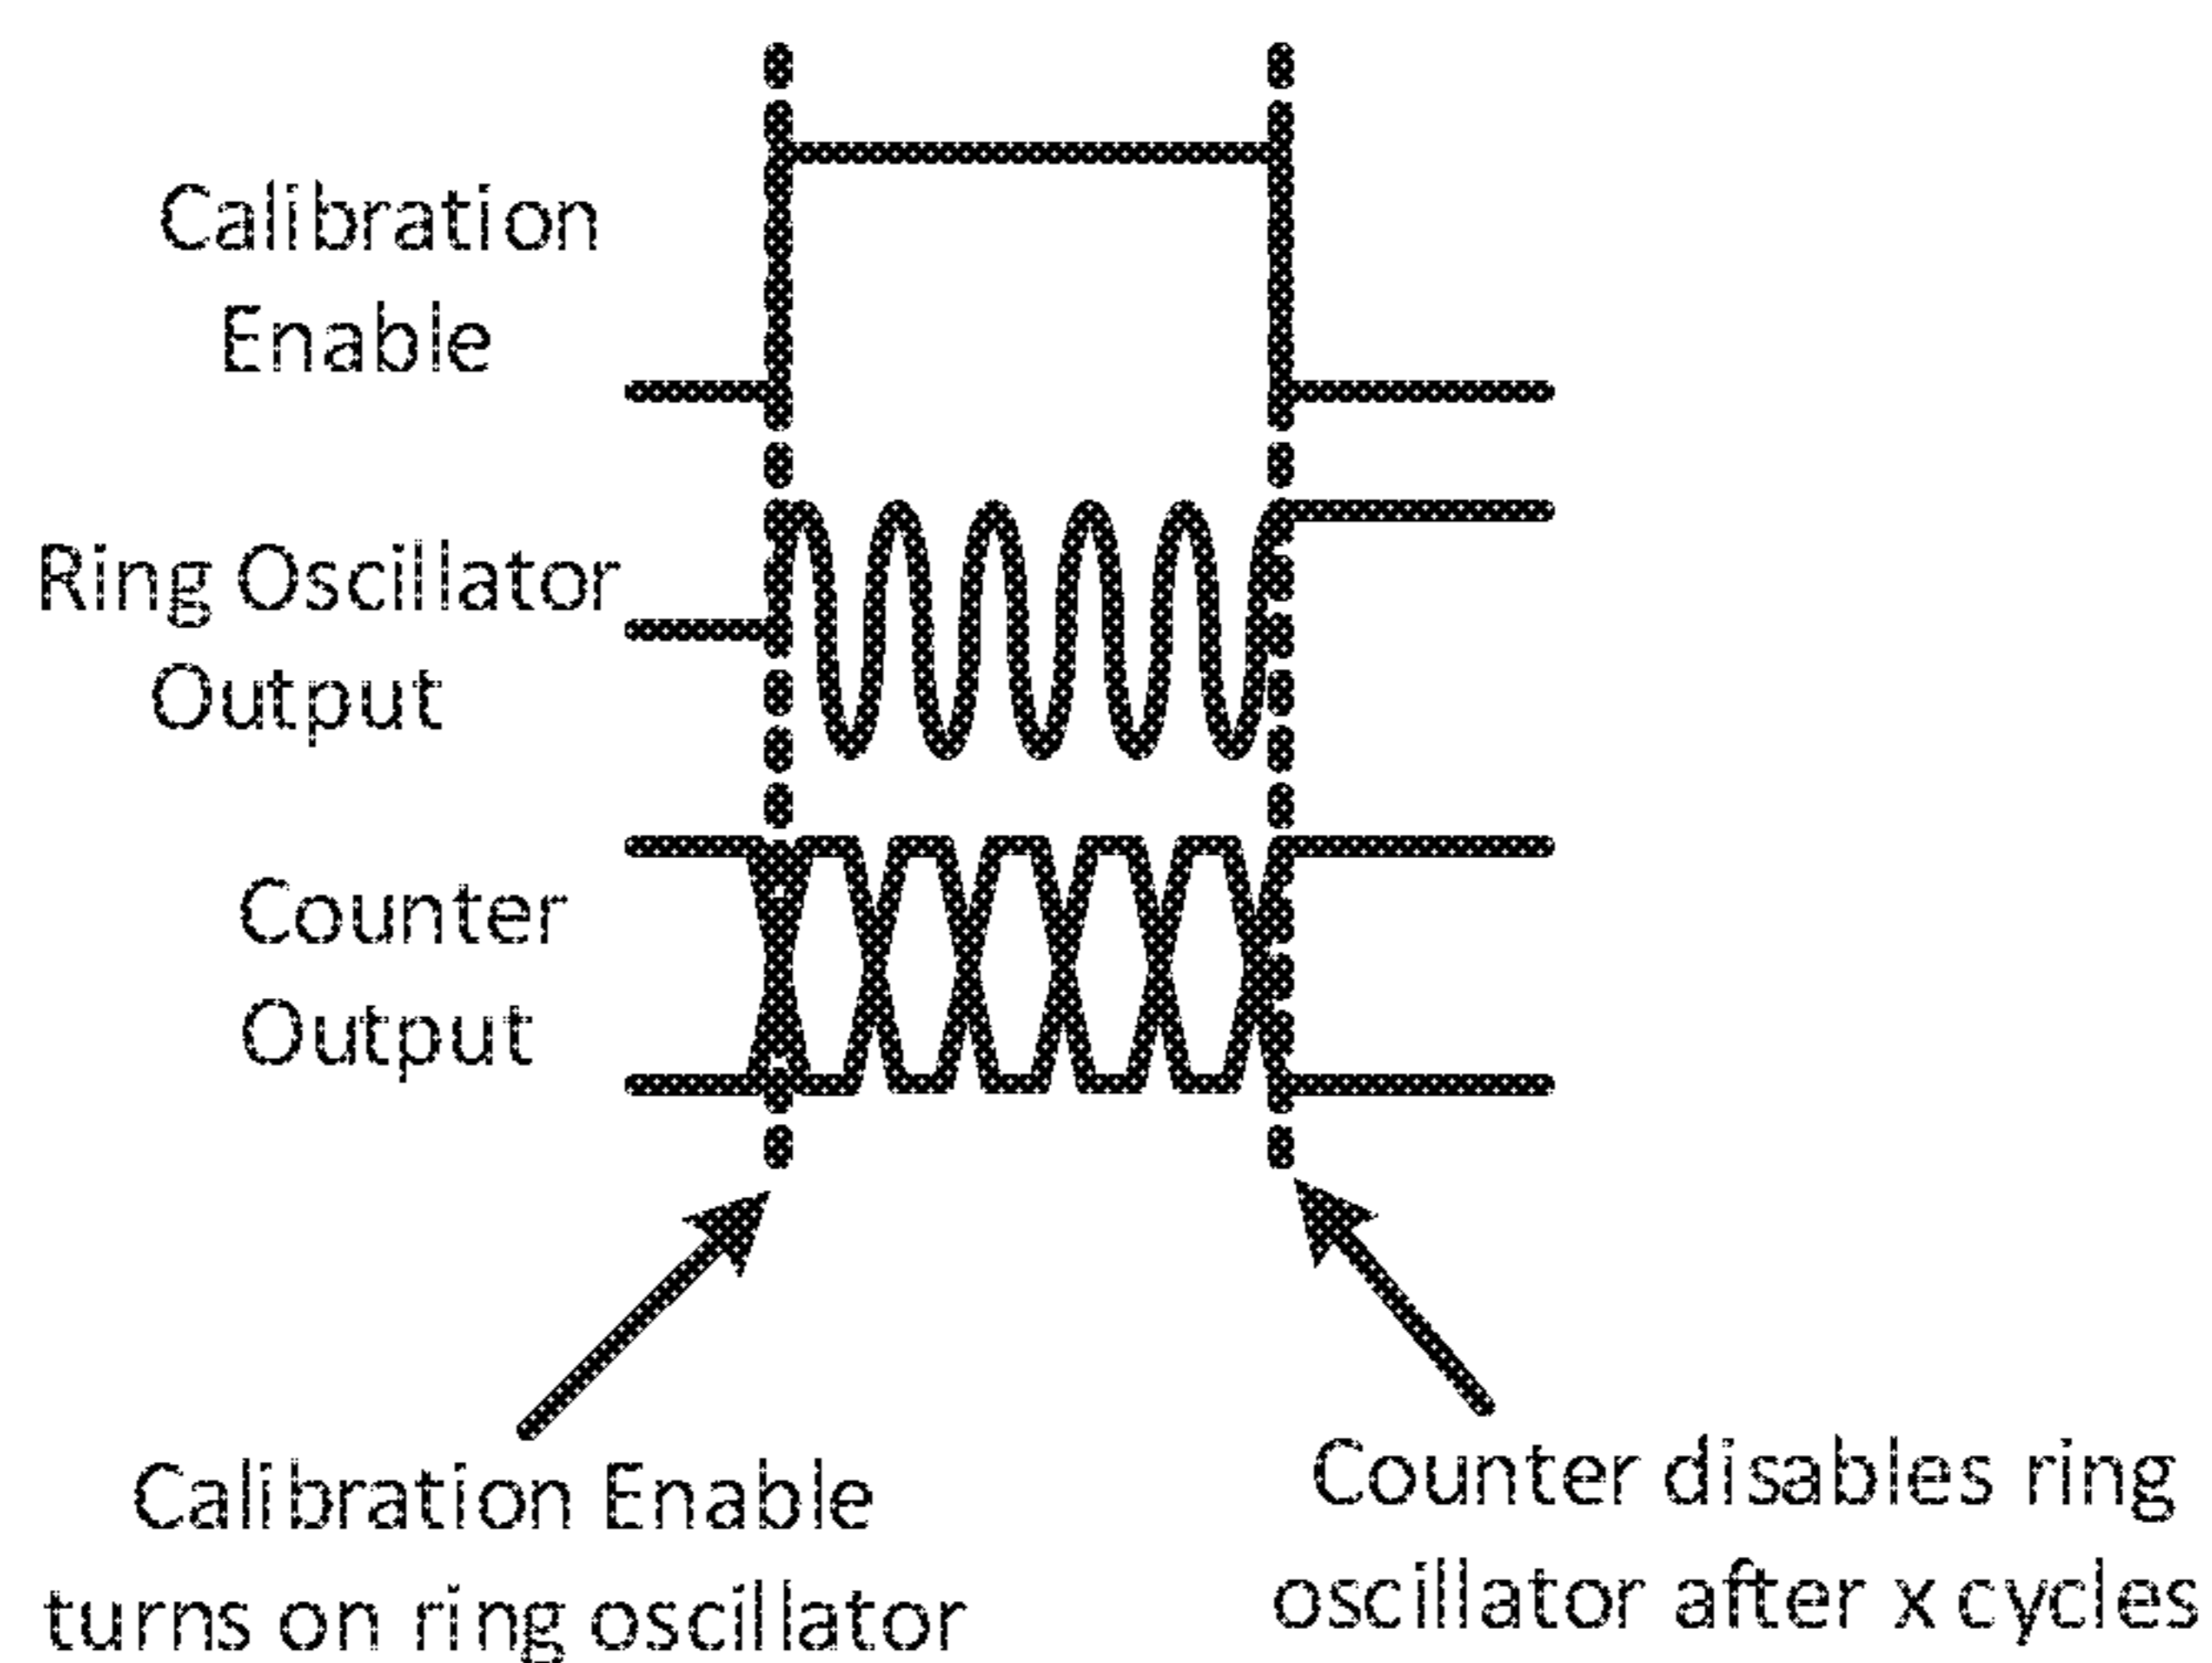 Calibration
Enable
Ring Oscillator
Output
Counter
Output
Calibration Enable
turns on ring oscillator
Counter disables ring
oscillator after x cycles